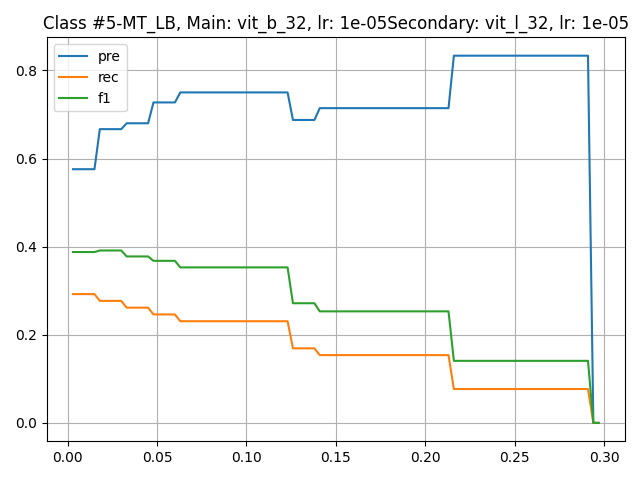 Class #5-MT_LB, Main: vit_b_32, lr: 1e-05Secondary: vit_l_32, lr: 1e-05
pre
rec
f1
0.8
0.6
0.4
0.2
0.0
0.00 0.05 0.10 0.15 0.20 0.25 0.30